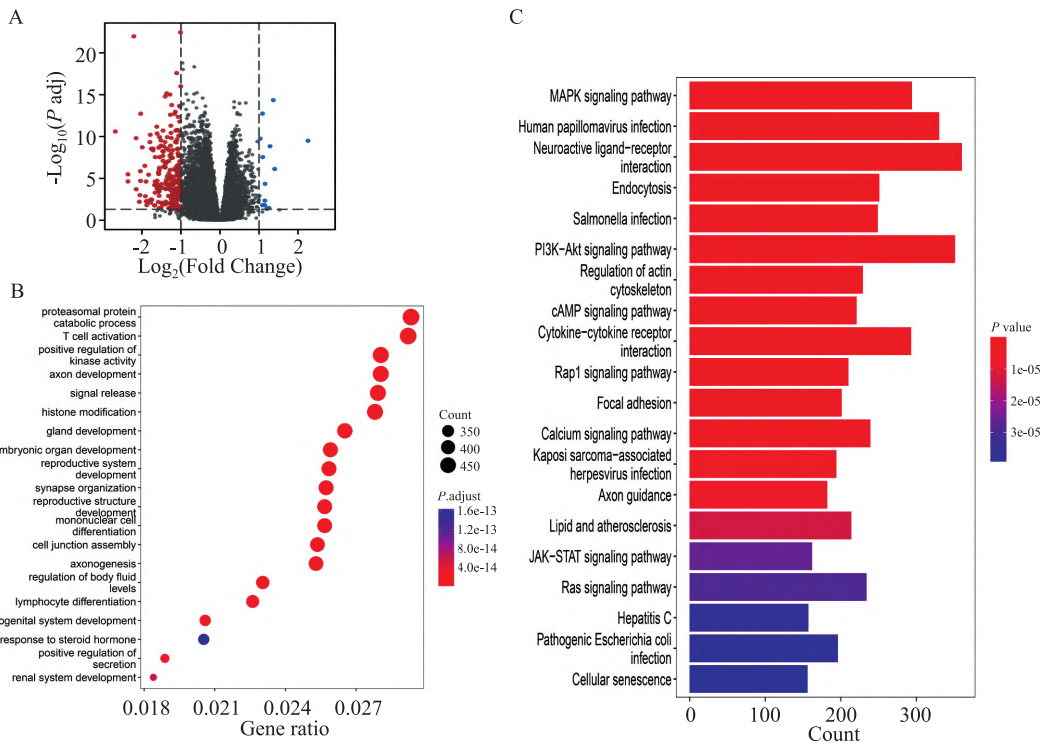 A
20
15
10
5
0
-Log10(P adj)
-2
-1
0
1
2
Log2(Fold Change)
B
proteasomal protein
catabolic process
T cell activation
positive regulation of
kinase activity
axon development
signal release
histone modification
gland development
mbryonic organ development
reproductive system
development
synapse organization
reproductive structure
development
mononuclear cell
differentiation
cell junction assembly
axonogenesis
regulation of body fluid
levels
lymphocyte differentiation
ogenital system development
response to steroid hormone
positive regulation of
secretion
renal system development
0.018
0.021
0.024
0.027
Gene ratio
Count
350
400
450
P.adjust
1.6e-13
1.2e-13
8.0e-14
4.0e-14
C
MAPK signaling pathway
Human papillomavirus infection
Neuroactive ligand−receptor
interaction
Endocytosis
Salmonella infection
PI3K−Akt signaling pathway
Regulation of actin
cytoskeleton
cAMP signaling pathway
Cytokine−cytokine receptor
interaction
Rap1 signaling pathway
Focal adhesion
Calcium signaling pathway
Kaposi sarcoma−associated
herpesvirus infection
Axon guidance
Lipid and atherosclerosis
JAK−STAT signaling pathway
Ras signaling pathway
Hepatitis C
Pathogenic Escherichia coli
infection
Cellular senescence
0
100
200
300
Count
P value
1e-05
2e-05
3e-05